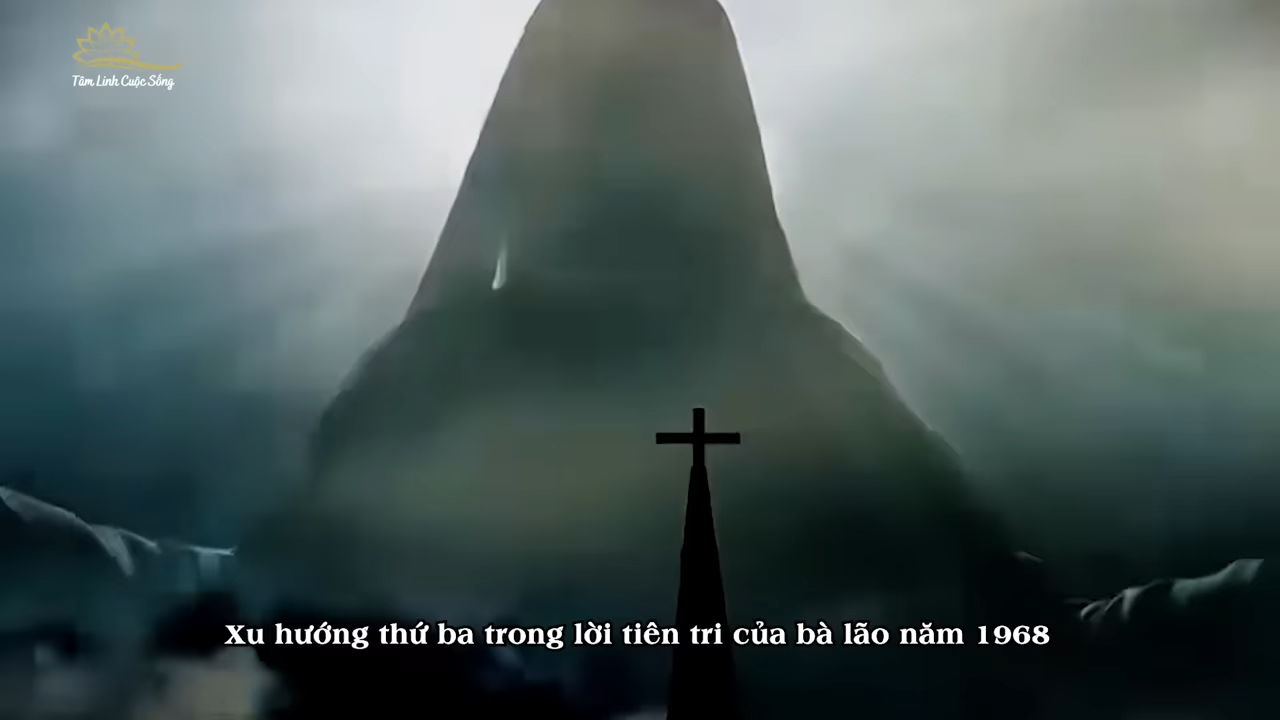 Tâm Linh Cuộc Sống
Xu hướng thứ ba trong lời tiên tri của bà lão năm 1968